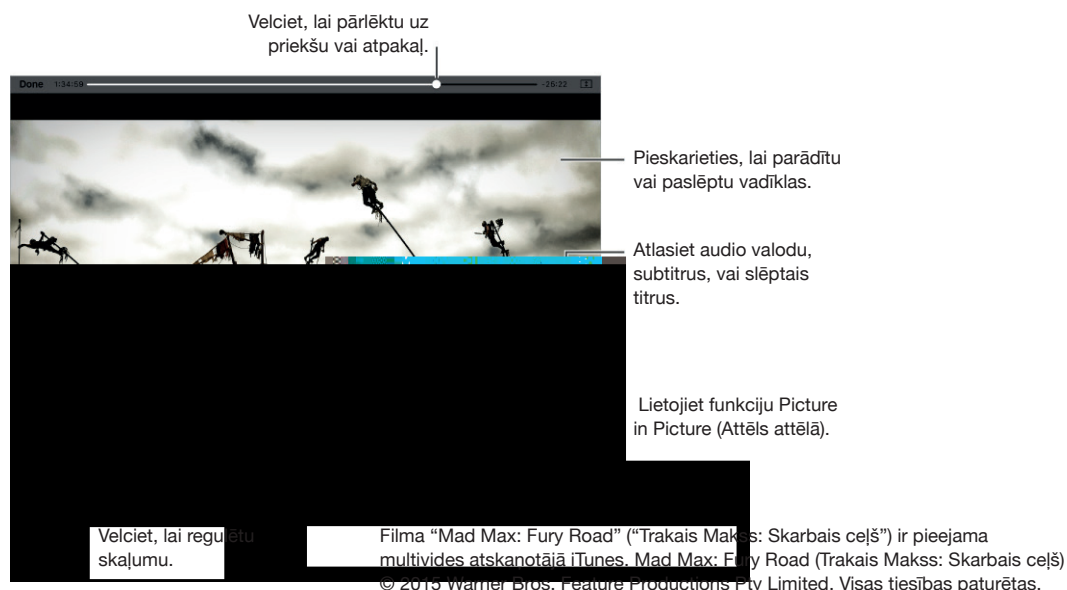 Velciet, lai pārlēktu uz
priekšu vai atpakaļ.
Done 1:34:59 -26:22
Pieskarieties, lai parādītu
vai paslēptu vadīklas.
Atlasiet audio valodu,
subtitrus, vai slēptais
titrus.
Lietojiet funkciju Picture
in Picture (Attēls attēlā).
Velciet, lai regulētu
skaļumu.
Filma “Mad Max: Fury Road” (“Trakais Makss: Skarbais ceļš”) ir pieejama
multivides atskaņotājā iTunes. Mad Max: Fury Road (Trakais Makss: Skarbais ceļš)
© 2015 Warner Bros. Feature Productions Pty Limited. Visas tiesības paturētas.